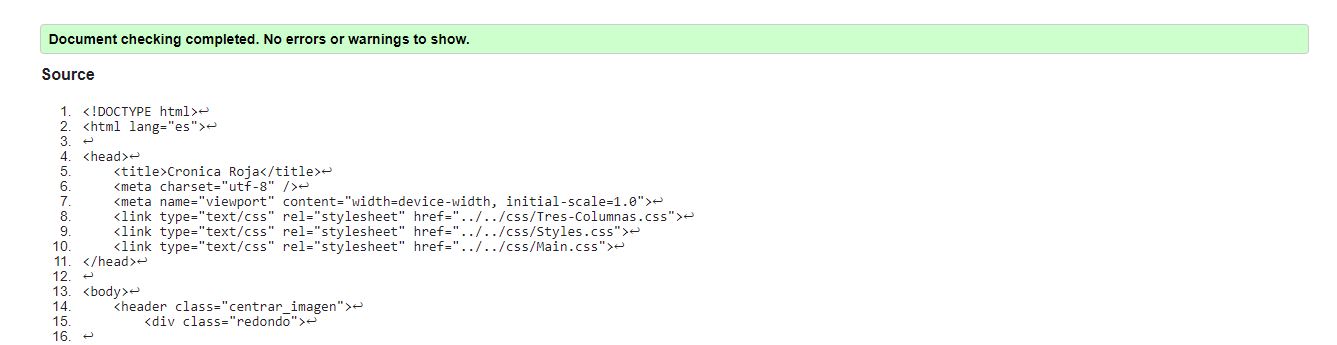 Document checking completed. No errors or warnings to show.
Source
1. <!DOCTYPE html>↩
2. <html lang="es">↩
3. ↩
4. <head>↩
5.     <title>Cronica Roja</title>↩
6.     <meta charset="utf-8" />↩
7.     <meta name="viewport" content="width=device-width, initial-scale=1.0">↩
8.     <link type="text/css" rel="stylesheet" href="../../css/Tres-Columnas.css">↩
9.     <link type="text/css" rel="stylesheet" href="../../css/Styles.css">↩
10.     <link type="text/css" rel="stylesheet" href="../../css/Main.css">↩
11. </head>↩
12. ↩
13. <body>↩
14.     <header class="centrar_imagen">↩
15.         <div class="redondo">↩
16. ↩